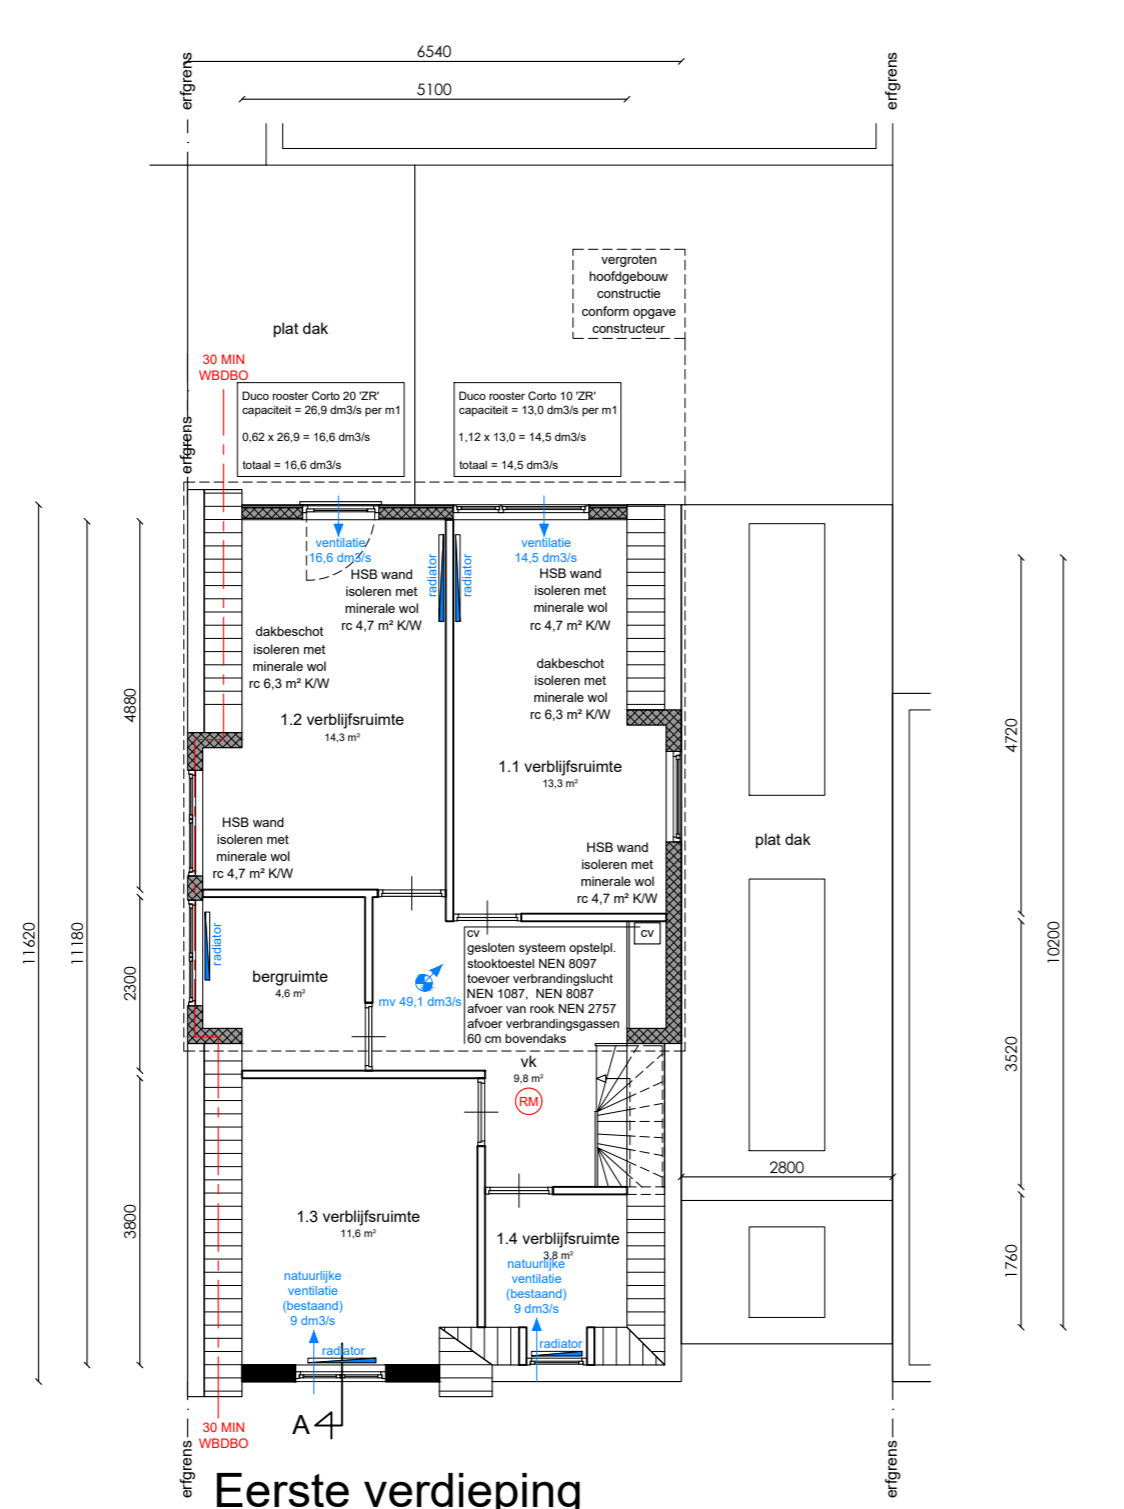 6540
5100
erfgrens
erfgrens
vergroten
hoofdgebouw
constructie
conform opgave
constructeur
plat dak
30 MIN
WBDBO
erfgrens
Duco rooster Corto 20 'ZR'
capaciteit = 26,9 dm3/s per m1
0,62 x 26,9 = 16,6 dm3/s
totaal = 16,6 dm3/s
Duco rooster Corto 10 'ZR'
capaciteit = 13,0 dm3/s per m1
1,12 x 13,0 = 14,5 dm3/s
totaal = 14,5 dm3/s
ventilatie
16,6 dm3/s
ventilatie
14,5 dm3/s
radiator
radiator
HSB wand
isoleren met
minerale wol
rc 4,7 m² K/W
HSB wand
isoleren met
minerale wol
rc 4,7 m² K/W
dakbeschot
isoleren met
minerale wol
rc 6,3 m² K/W
dakbeschot
isoleren met
minerale wol
rc 6,3 m² K/W
1.2 verblijfsruimte
14,3 m²
1.1 verblijfsruimte
13,3 m²
HSB wand
isoleren met
minerale wol
rc 4,7 m² K/W
HSB wand
isoleren met
minerale wol
rc 4,7 m² K/W
plat dak
4880
2300
3800
11180
11620
4720
3520
1760
10200
2800
radiator
bergruimte
4,6 m²
mv 49,1 dm3/s
cv
cv
gesloten systeem opstelpl.
stooktoestel NEN 8097
toevoer verbrandingslucht
NEN 1087, NEN 8087
afvoer van rook NEN 2757
afvoer verbrandingsgassen
60 cm bovendaks
vk
9,8 m²
RM
1.3 verblijfsruimte
11,6 m²
1.4 verblijfsruimte
3,8 m²
natuurlijke
ventilatie
(bestaand)
9 dm3/s
natuurlijke
ventilatie
(bestaand)
9 dm3/s
radiator
radiator
A
30 MIN
WBDBO
erfgrens
erfgrens
Eerste verdieping